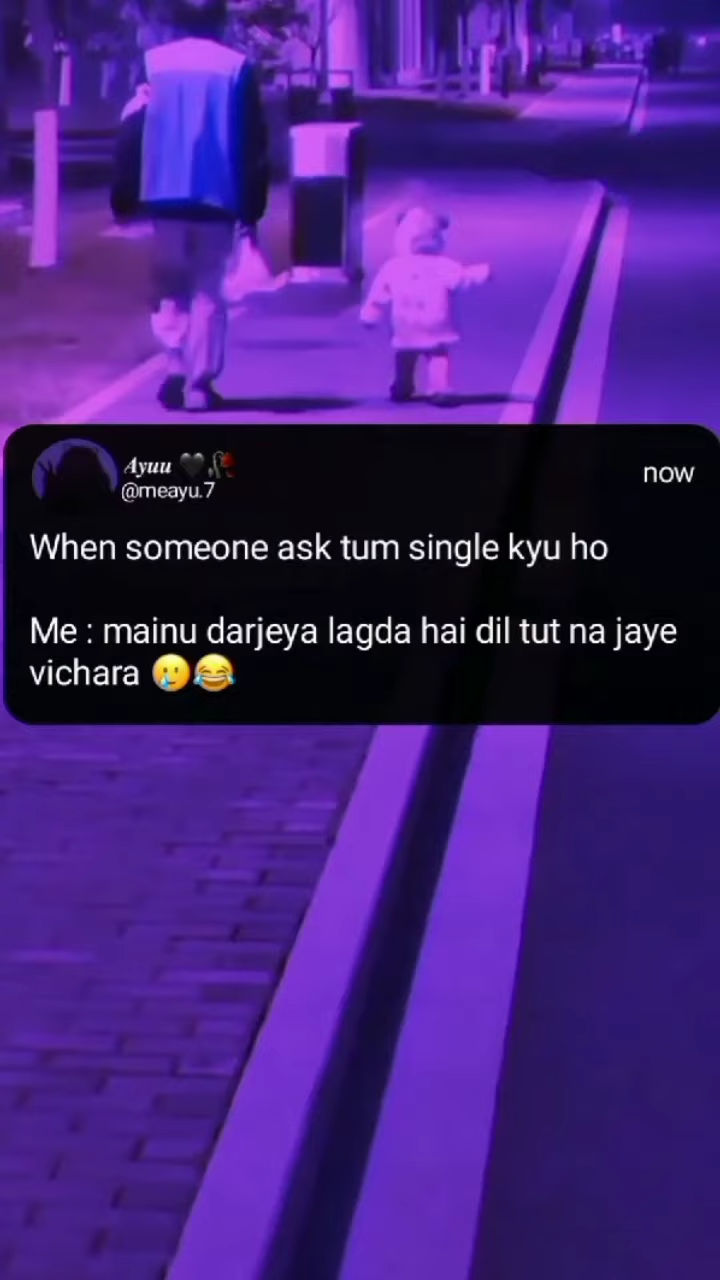 Ayuu 🖤🥀
@meayu.7
now
When someone ask tum single kyu ho
Me : mainu darjeya lagda hai dil tut na jaye
vichara 🥲😂